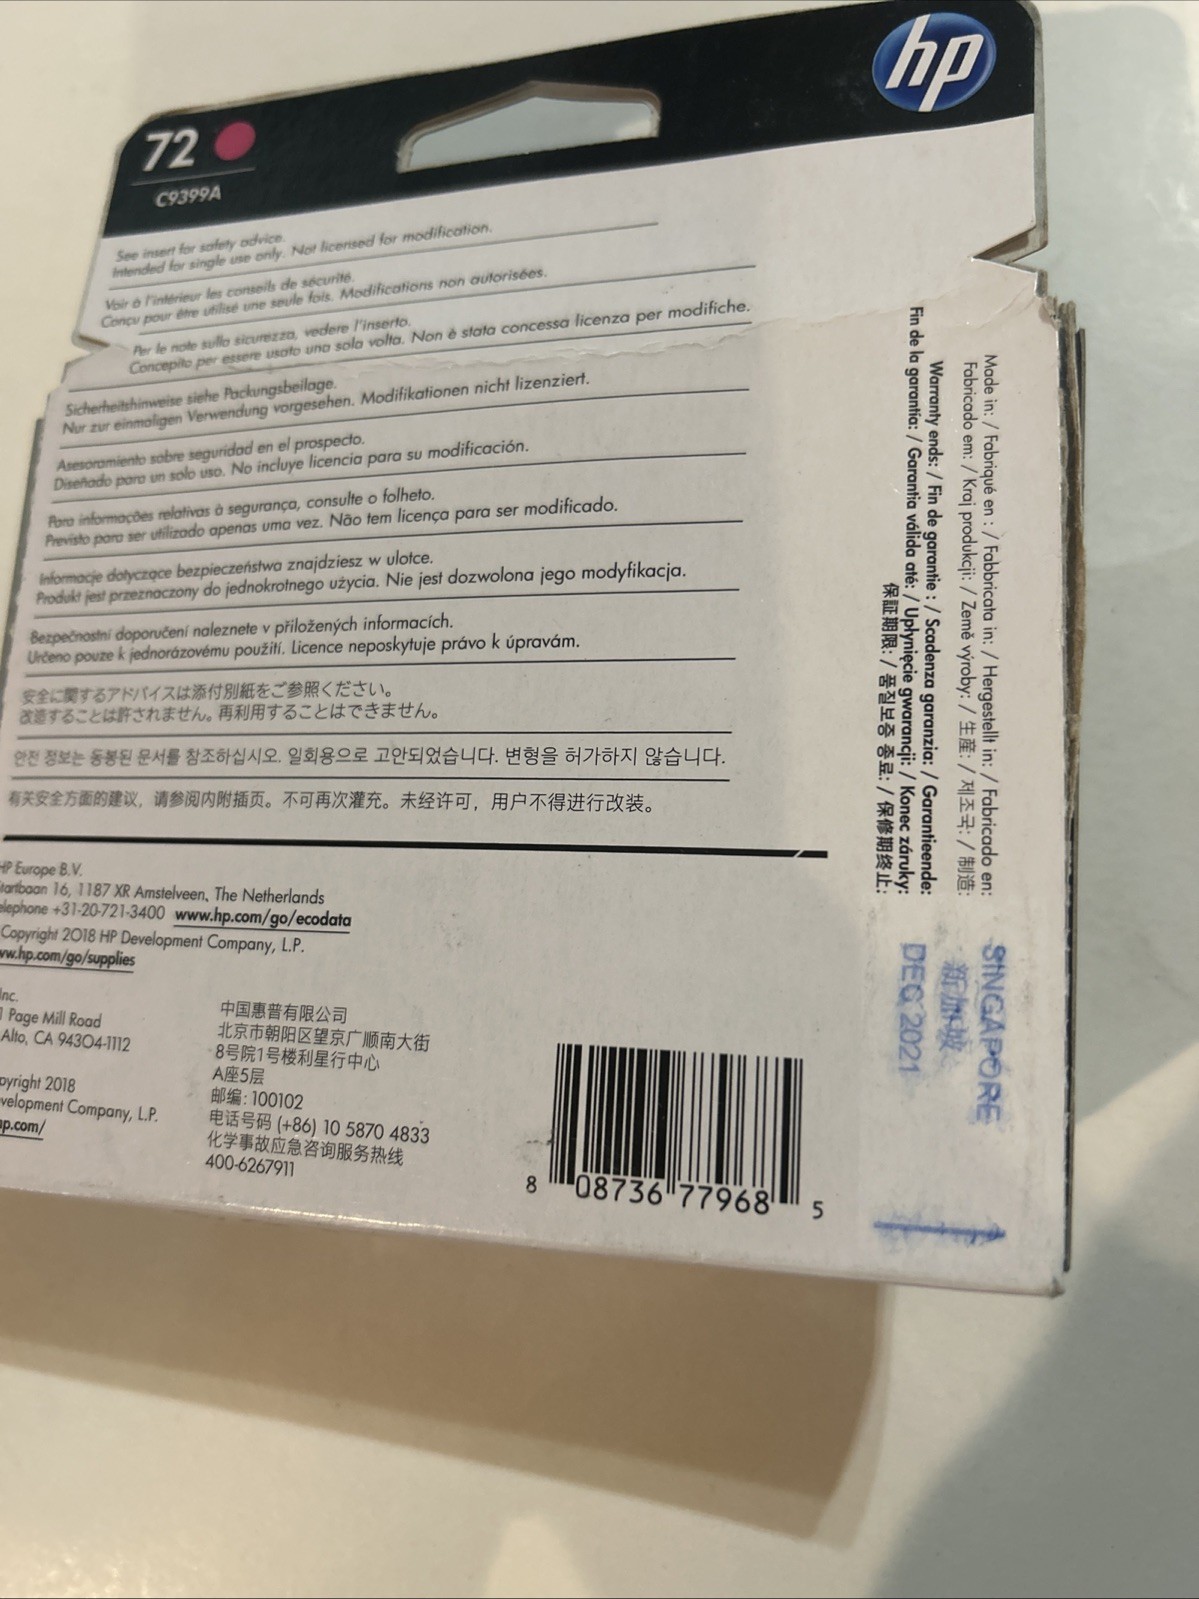 72
C9399A
hp
See insert for safety advice.
Intended for single use only. Not licensed for modification.
Voir à l'intérieur les conseils de sécurité.
Conçu pour être utilisé une seule fois. Modifications non autorisées.
Per le note sulla sicurezza, vedere l'inserto.
Concepito per essere usato una sola volta. Non è stata concessa licenza per modifiche.
Sicherheitshinweise siehe Packungsbeilage.
Nur zur einmaligen Verwendung vorgesehen. Modifikationen nicht lizenziert.
Asesoramiento sobre seguridad en el prospecto.
Diseñado para un solo uso. No incluye licencia para su modificación.
Para informações relativas à segurança, consulte o folheto.
Previsto para ser utilizado apenas uma vez. Não tem licença para ser modificado.
Informacje dotyczące bezpieczeństwa znajdziesz w ulotce.
Produkt jest przeznaczony do jednokrotnego użycia. Nie jest dozwolona jego modyfikacja.
Bezpečnostní doporučení naleznete v přiložených informacích.
Určeno pouze k jednorázovému použití. Licence neposkytuje právo k úpravám.
安全に関するアドバイスは添付別紙をご参照ください。
改造することは許されません。再利用することはできません。
안전 정보는 동봉된 문서를 참조하십시오. 일회용으로 고안되었습니다. 변형을 허가하지 않습니다.
有关安全方面的建议，请参阅内附插页。不可再次灌充。未经许可，用户不得进行改装。
HP Europe B.V.
tartbaan 16, 1187 XR Amstelveen, The Netherlands
elephone +31-20-721-3400 www.hp.com/go/ecodata
Copyright 2018 HP Development Company, L.P.
ww.hp.com/go/supplies
Inc.
1 Page Mill Road
Alto, CA 94304-1112
pyright 2018
velopment Company, L.P.
hp.com/
中国惠普有限公司
北京市朝阳区望京广顺南大街
8号院1号楼利星行中心
A座5层
邮编: 100102
电话号码 (+86) 10 5870 4833
化学事故应急咨询服务热线
400-6267911
8 08736 77968 5
Made in: / Fabriqué en : / Fabbricata in: / Hergestellt in: / Fabricado en:
Fabricado em: / Kraj produkcji: / Země výroby: / 生産: / 제조국: / 制造:
Warranty ends: / Fin de garantie : / Scadenza garanzia: / Garantieende:
Fin de la garantía: / Garantia válida até: / Upłynięcie gwarancji: / Konec záruky:
保証期限: / 품질보증 종료: / 保修期终止:
SINGAPORE
新加坡
DEC 2021